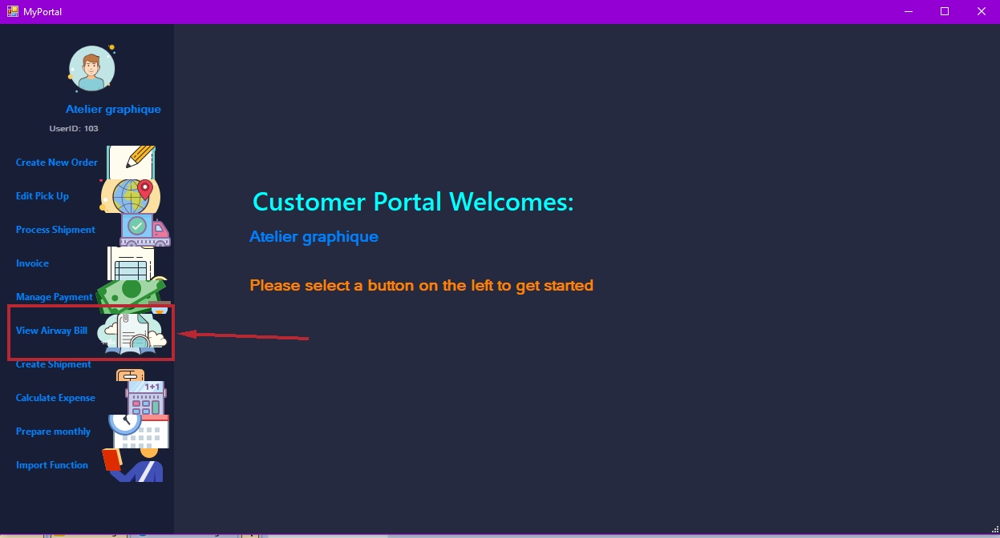 MyPortal
Atelier graphique
UserID: 103
Create New Order
Edit Pick Up
Process Shipment
Invoice
Manage Payment
View Airway Bill
Create Shipment
Calculate Expense
1+1
Prepare monthly
Import Function
Customer Portal Welcomes:
Atelier graphique
Please select a button on the left to get started